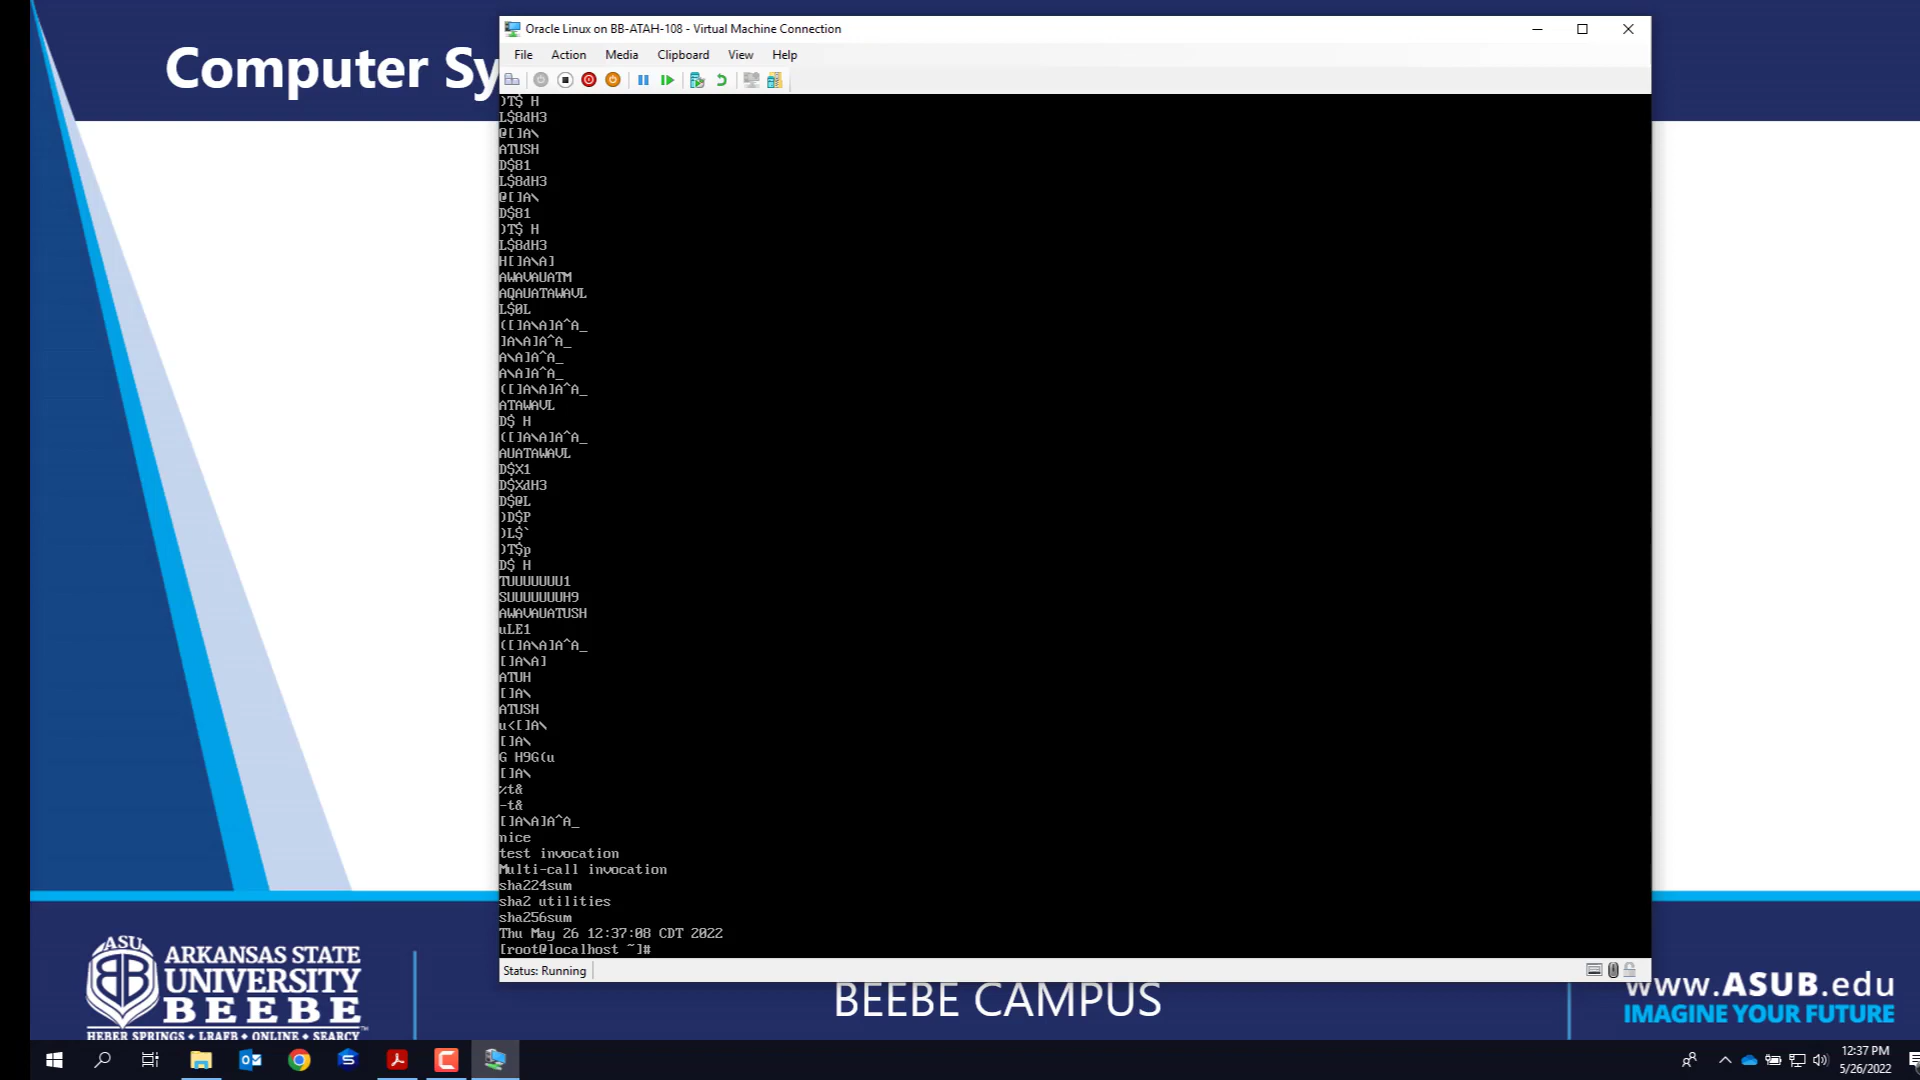 Computer Sy
Oracle Linux on BB-ATAH-108 - Virtual Machine Connection
File Action Media Clipboard View Help
)T$ H
L$8dH3
@[]A\
ATUSH
D$81
L$8dH3
@[]A\
D$81
)T$ H
L$8dH3
H[]A\A]
AWAVAUATM
AQAUATAWAVL
L$0L
([]A\A]A^A_
]A\A]A^A_
A\A]A^A_
A\A]A^A_
([]A\A]A^A_
ATAWAVL
D$ H
([]A\A]A^A_
AUATAWAVL
D$X1
D$XdH3
D$@L
)D$P
)L$`
)T$p
D$ H
TUUUUUUU1
SUUUUUUUH9
AWAVAUATUSH
uLE1
([]A\A]A^A_
[]A\A]
ATUH
[]A\
ATUSH
u<[]A\
[]A\
G H9G(u
[]A\
%t&
-t&
[]A\A]A^A_
nice
test invocation
Multi-call invocation
sha224sum
sha2 utilities
sha256sum
Thu May 26 12:37:08 CDT 2022
[root@localhost ~]#
Status: Running
ASU
ARKANSAS STATE
UNIVERSITY
BEEBE
HEBER SPRINGS • LRAFB • ONLINE • SEARCY
BEEBE CAMPUS
www.ASUB.edu
IMAGINE YOUR FUTURE
12:37 PM
5/26/2022